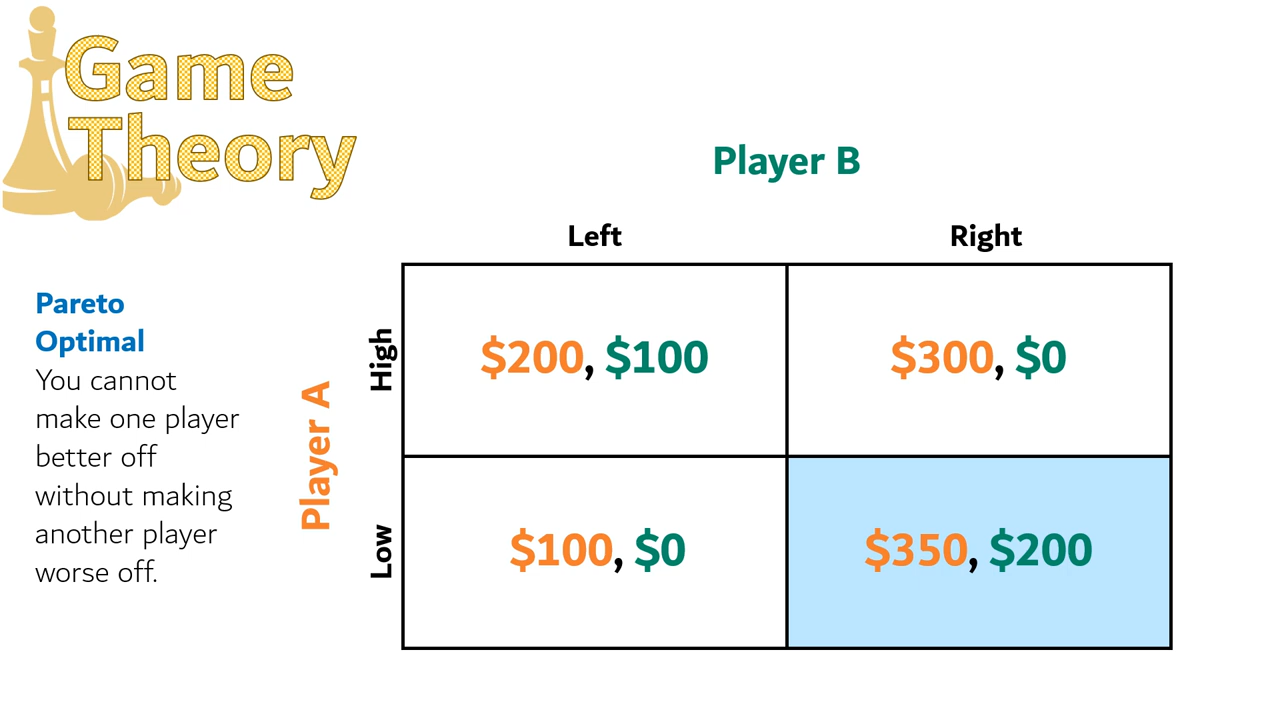 Game
Theory
Player B
Left
Right
Pareto
Optimal
You cannot
make one player
better off
without making
another player
worse off.
Player A
High
$200, $100
$300, $0
Low
$100, $0
$350, $200